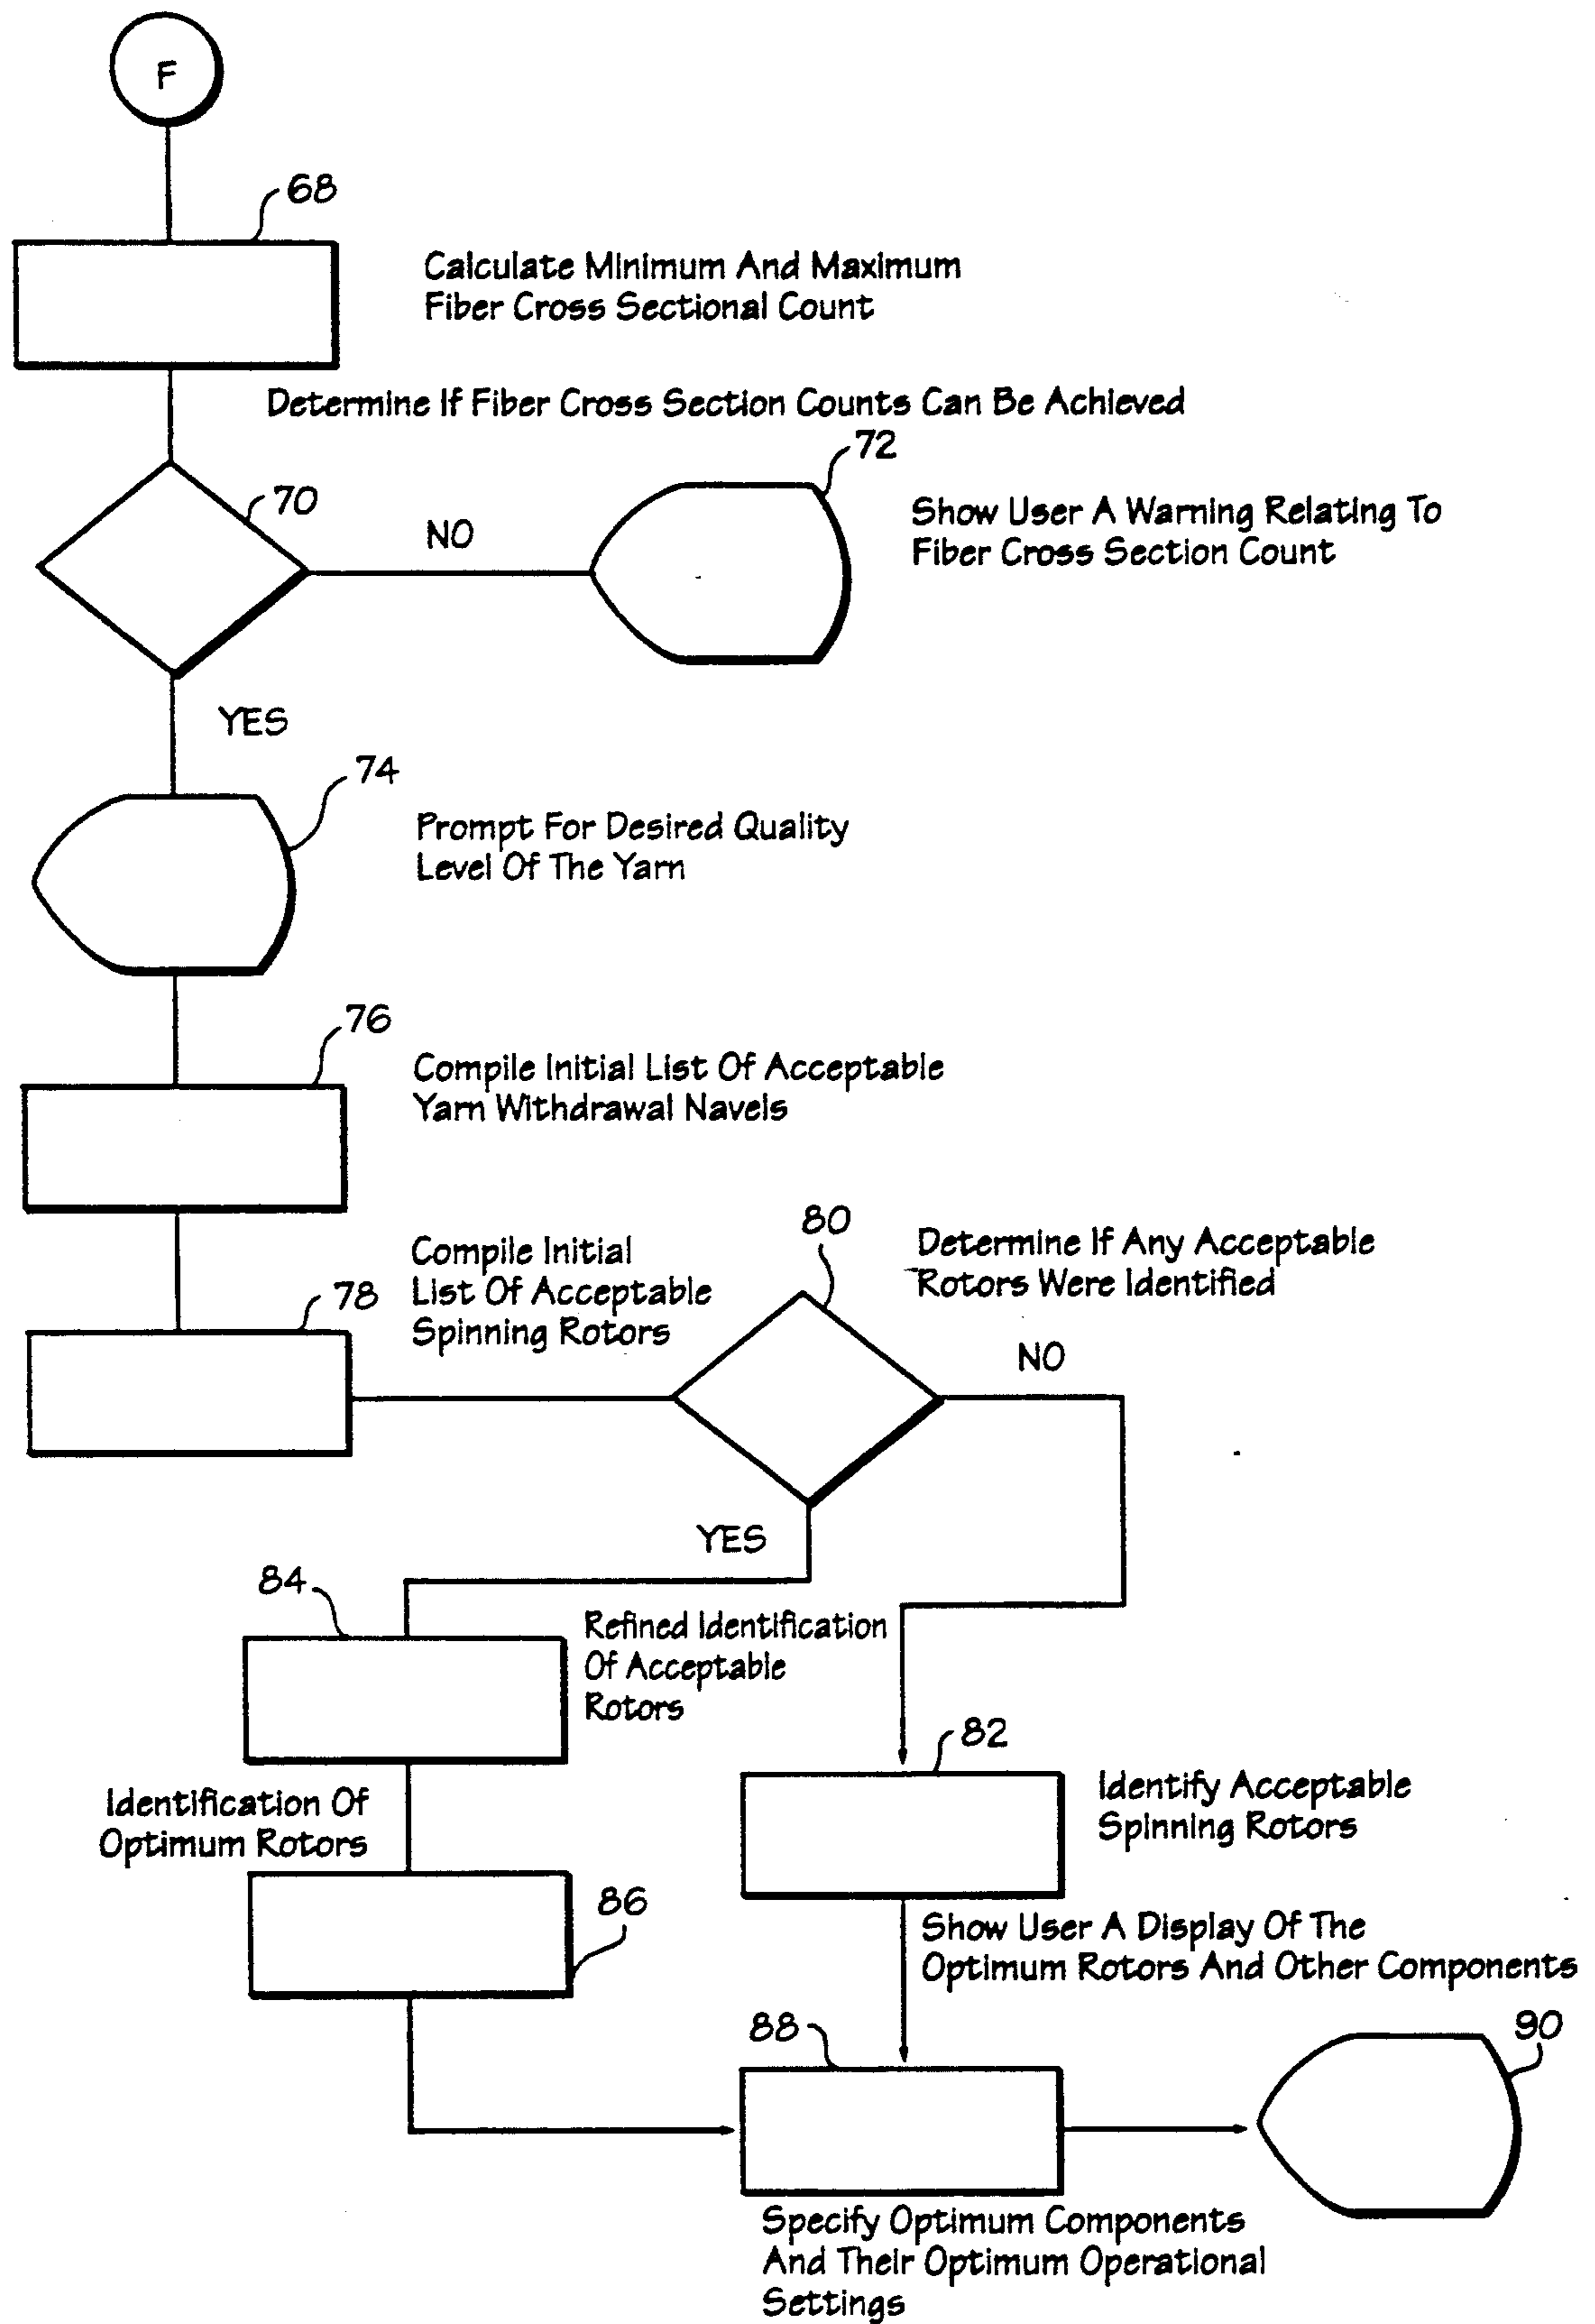 F
68
Calculate Minimum And Maximum
Fiber Cross Sectional Count
Determine If Fiber Cross Section Counts Can Be Achieved
70
NO
72
Show User A Warning Relating To
Fiber Cross Section Count
YES
74
Prompt For Desired Quality
Level Of The Yarn
76
Compile Initial List Of Acceptable
Yarn Withdrawal Navels
78
Compile Initial
List Of Acceptable
Spinning Rotors
80
Determine If Any Acceptable
Rotors Were Identified
NO
YES
84
Refined Identification
Of Acceptable
Rotors
82
Identify Acceptable
Spinning Rotors
Identification Of
Optimum Rotors
86
Show User A Display Of The
Optimum Rotors And Other Components
88
90
Specify Optimum Components
And Their Optimum Operational
Settings